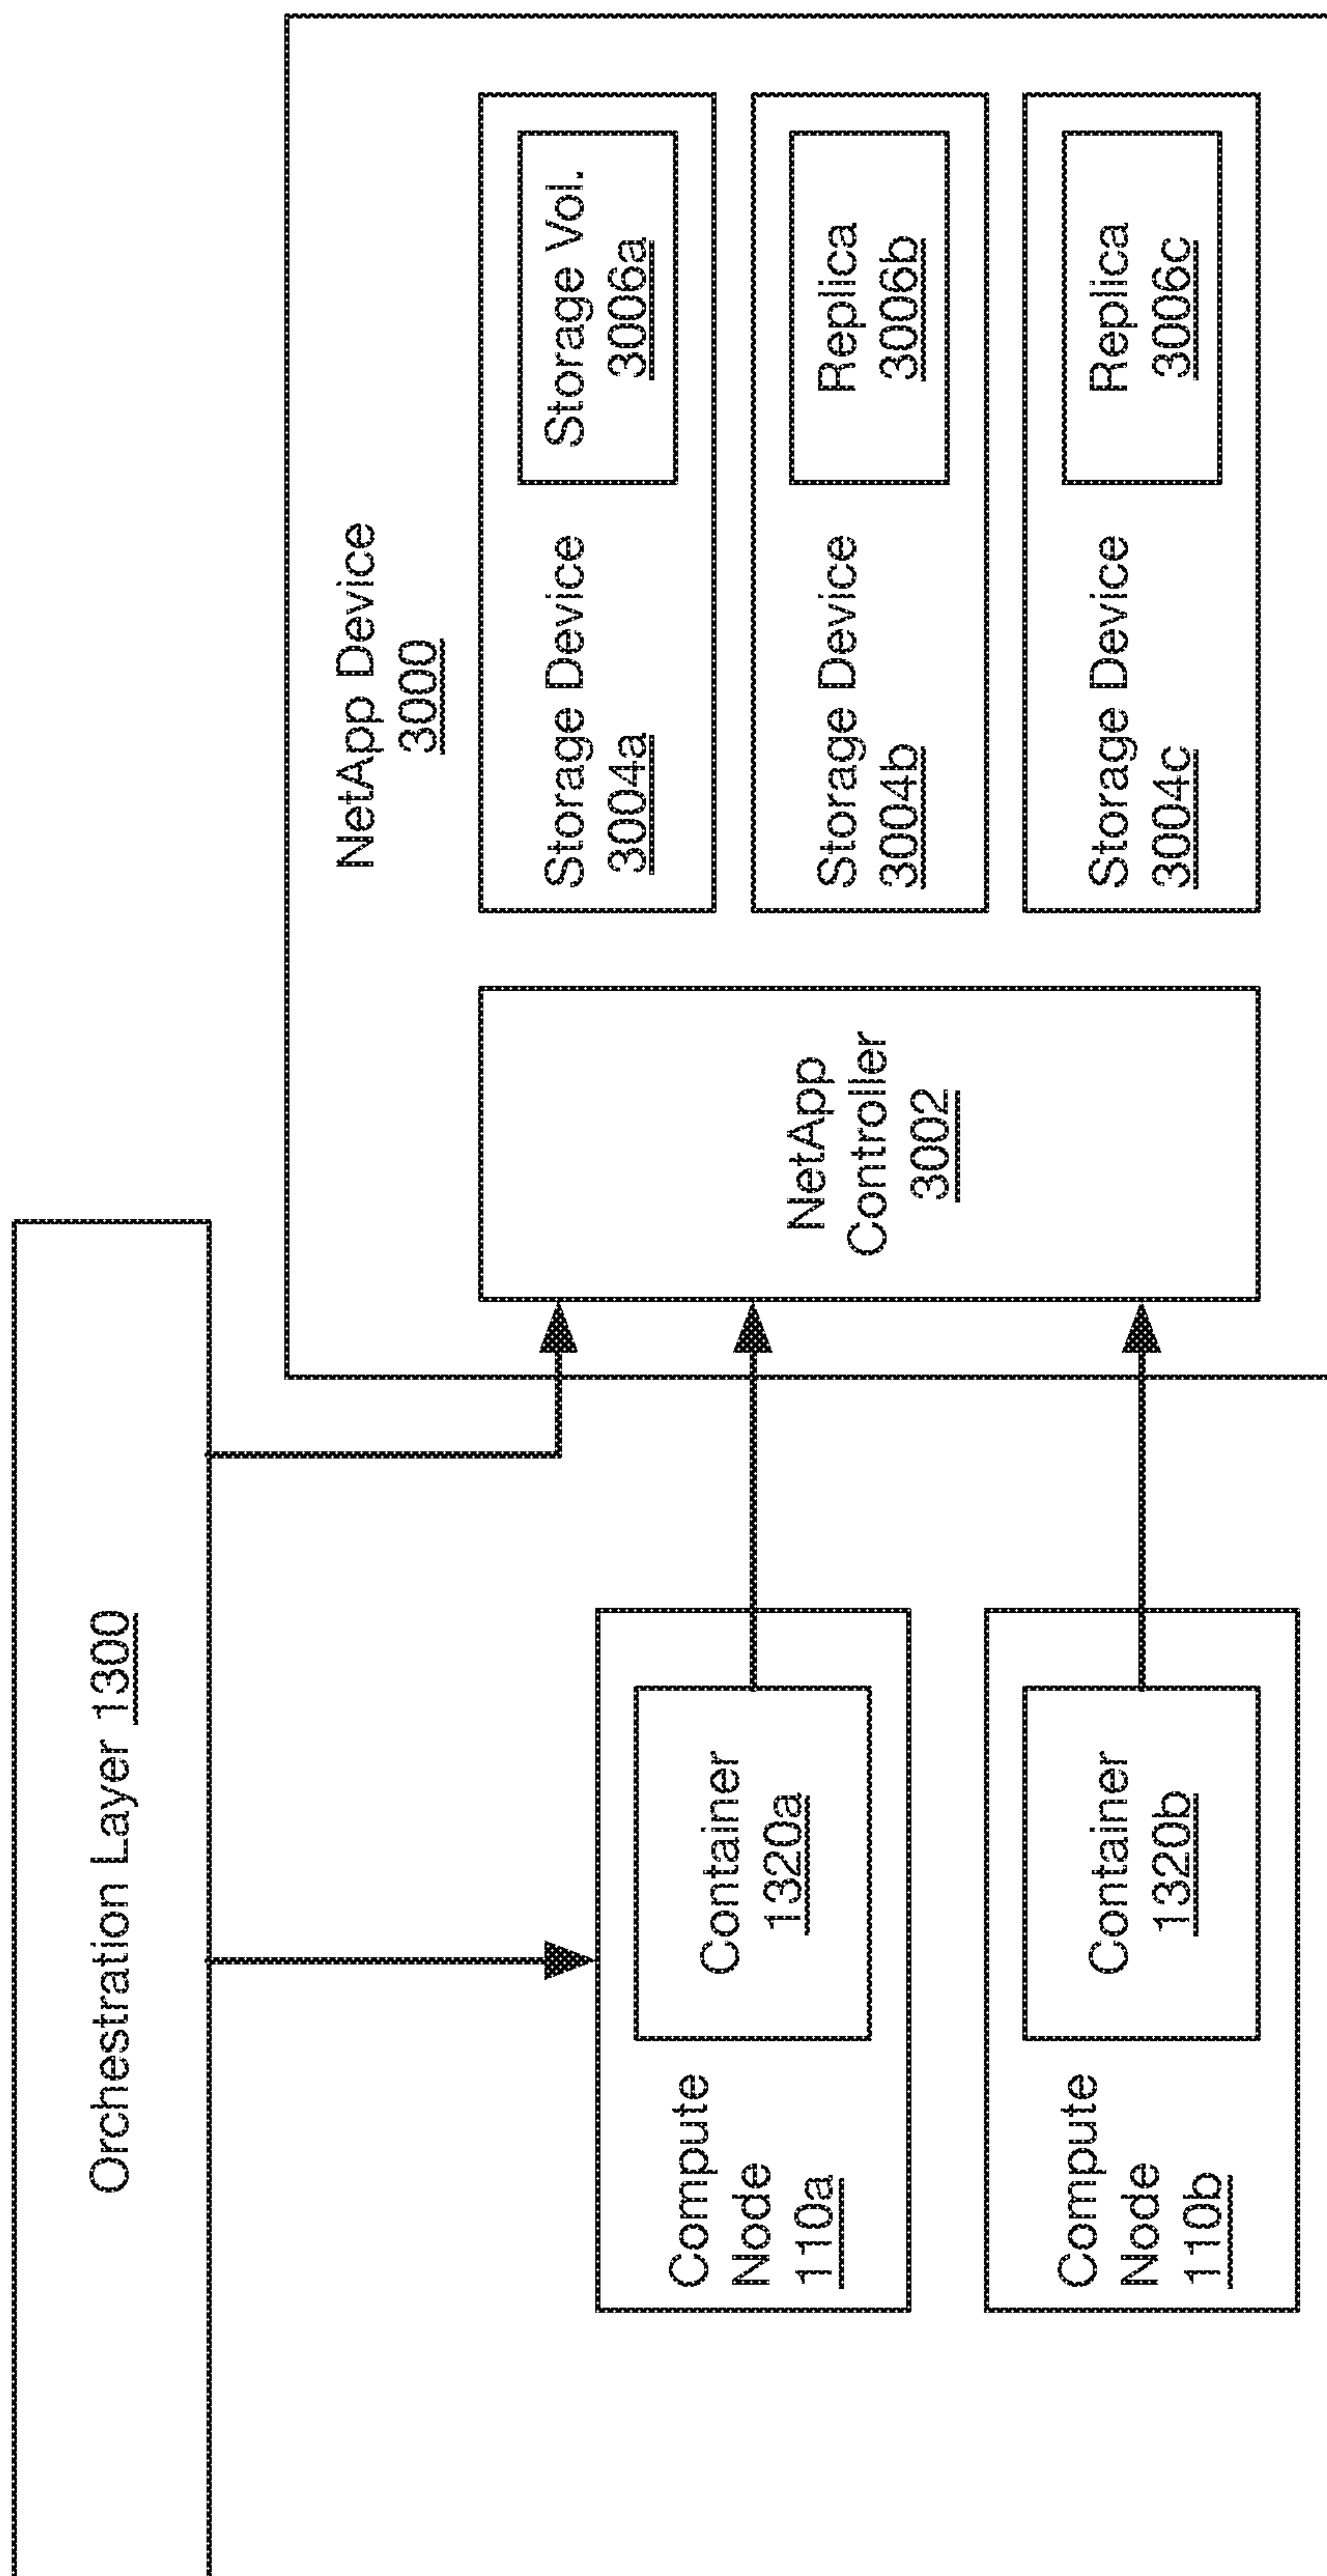 Orchestration Layer 1300
NetApp Device
3000
Compute
Node
110a
Container
1320a
NetApp
Controller
3002
Storage Device
3004a
Storage Vol.
3006a
Storage Device
3004b
Replica
3006b
Compute
Node
110b
Container
1320b
Storage Device
3004c
Replica
3006c